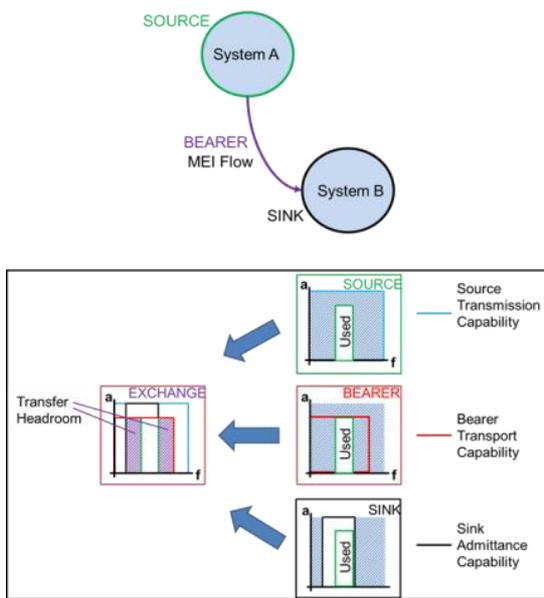 SOURCE
System A
BEARER
MEI Flow
System B
SINK
a
SOURCE
Used
f
Source
Transmission
Capability
Transfer
Headroom
EXCHANGE
a
f
BEARER
a
Used
f
Bearer
Transport
Capability
SINK
a
Used
f
Sink
Admittance
Capability